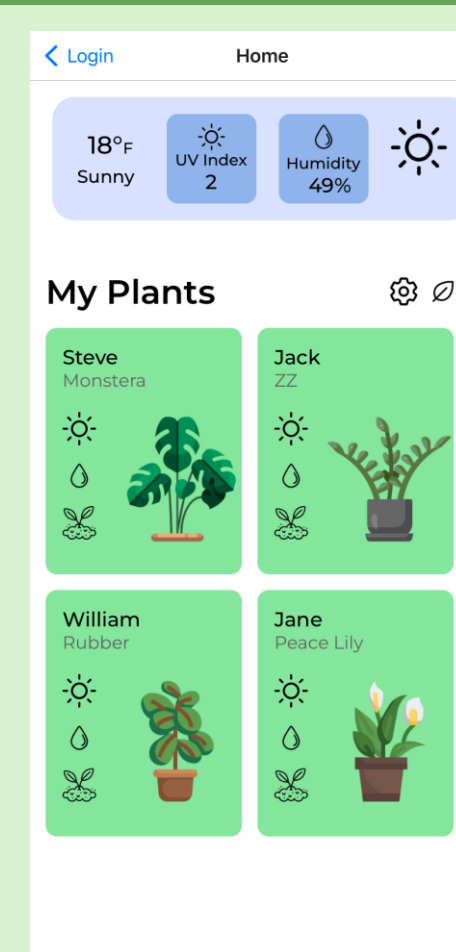 Login
Home
18°F
Sunny
UV Index
2
Humidity
49%
My Plants
Steve
Monstera
Jack
ZZ
William
Rubber
Jane
Peace Lily